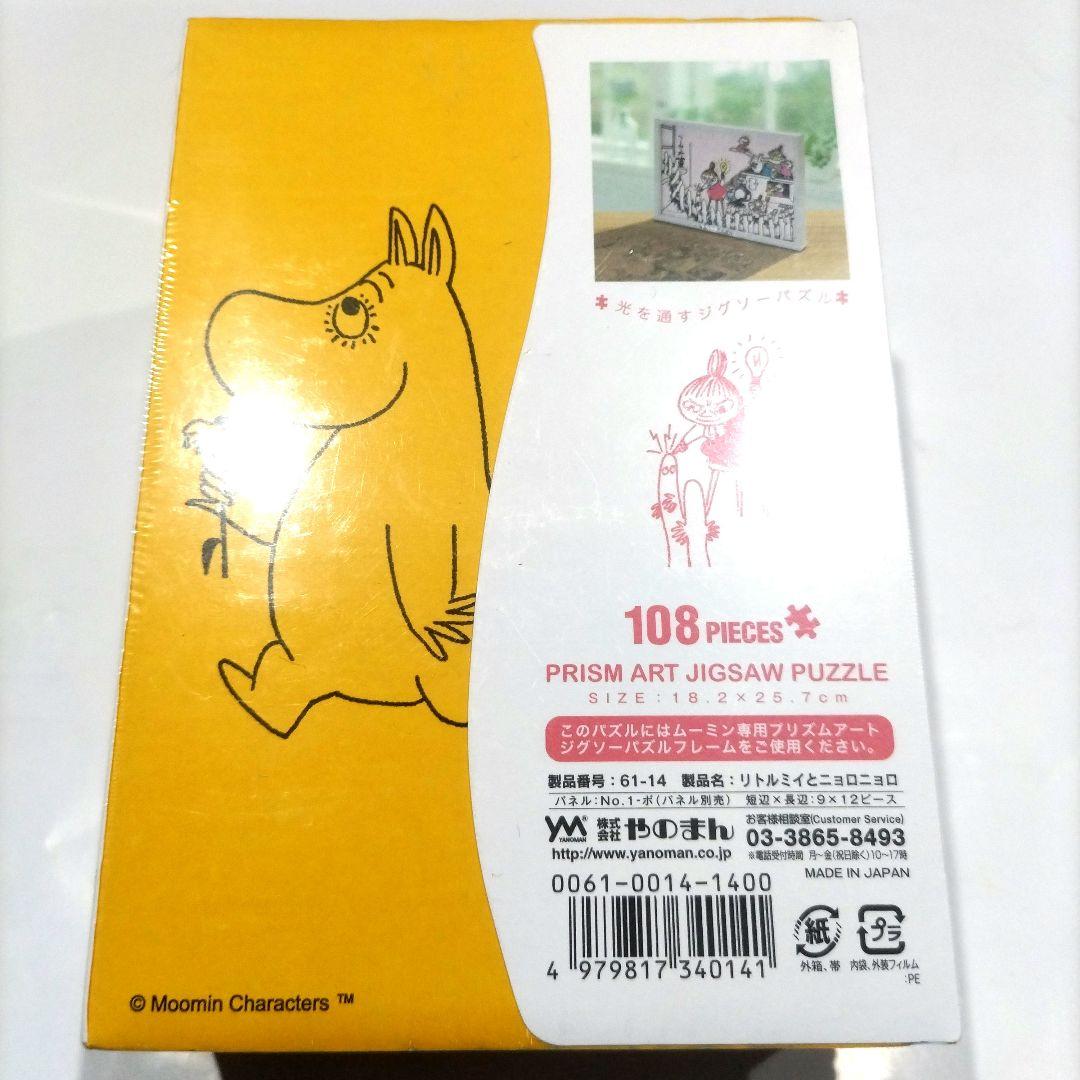 光を通すジグソーパズル
108 PIECES
PRISM ART JIGSAW PUZZLE
SIZE : 18.2×25.7cm
このパズルにはムーミン専用プリズムアート
ジグソーパズルフレームをご使用ください。
製品番号：61-14 製品名：リトルミイとニョロニョロ
パネル：No.1-ボ(パネル別売) 短辺×長辺：9×12ピース
YM® YANOMAN 株式会社 やのまん
お客様相談室(Customer Service)
03-3865-8493
http://www.yanoman.co.jp
※電話受付時間 月～金(祝日除く)10～17時
MADE IN JAPAN
0061-0014-1400
4 979817 340141
紙
外箱、帯
プラ
内袋、外装フィルム
:PE
© Moomin Characters ™